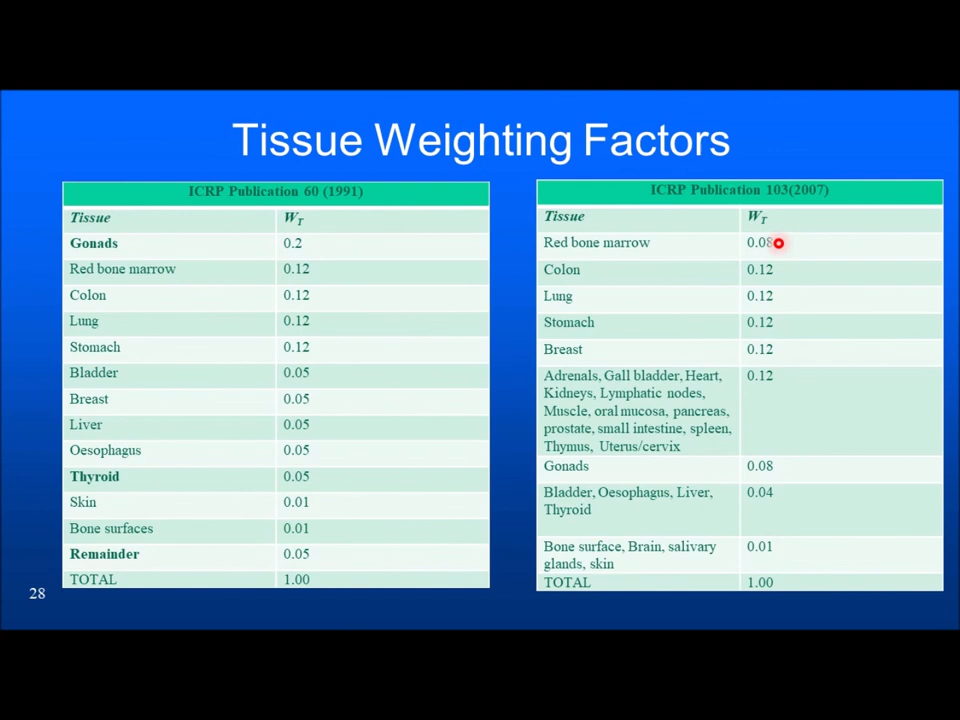 Tissue Weighting Factors
ICRP Publication 60 (1991)
Tissue W_T
Gonads 0.2
Red bone marrow 0.12
Colon 0.12
Lung 0.12
Stomach 0.12
Bladder 0.05
Breast 0.05
Liver 0.05
Oesophagus 0.05
Thyroid 0.05
Skin 0.01
Bone surfaces 0.01
Remainder 0.05
TOTAL 1.00
ICRP Publication 103(2007)
Tissue W_T
Red bone marrow 0.08
Colon 0.12
Lung 0.12
Stomach 0.12
Breast 0.12
Adrenals, Gall bladder, Heart, 0.12
Kidneys, Lymphatic nodes,
Muscle, oral mucosa, pancreas,
prostate, small intestine, spleen,
Thymus, Uterus/cervix
Gonads 0.08
Bladder, Oesophagus, Liver, 0.04
Thyroid
Bone surface, Brain, salivary 0.01
glands, skin
TOTAL 1.00
28